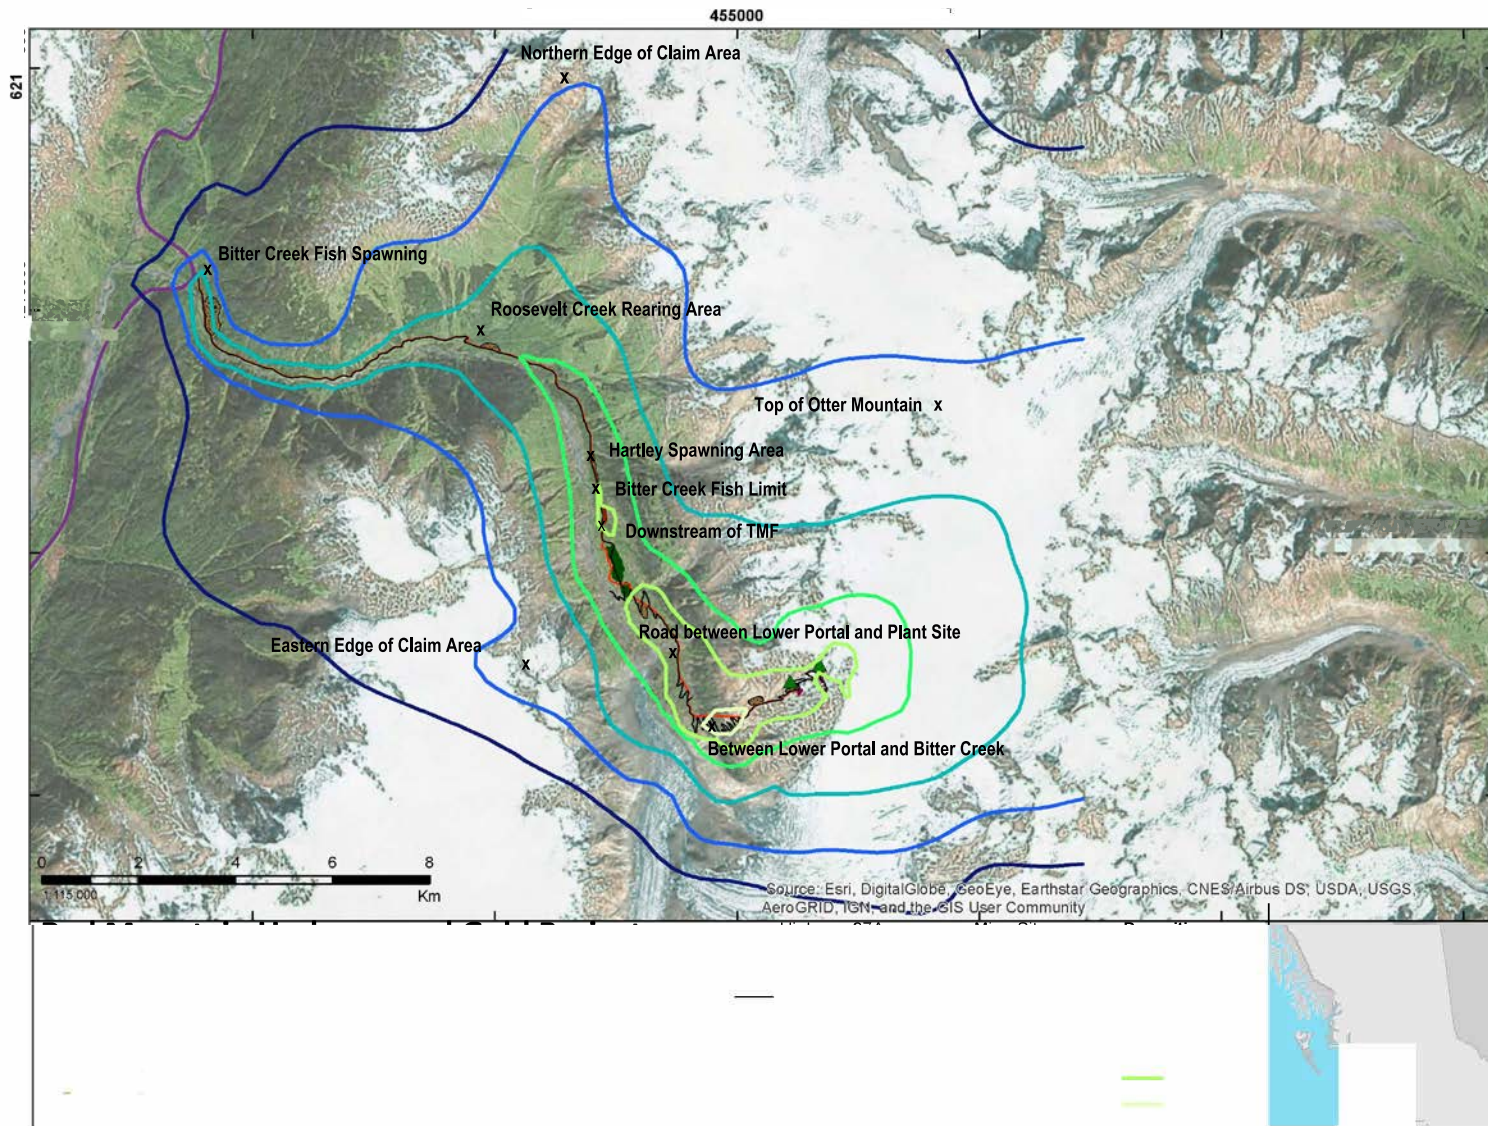 455000
621
Northern Edge of Claim Area
Bitter Creek Fish Spawning
Roosevelt Creek Rearing Area
Top of Otter Mountain
Hartley Spawning Area
Bitter Creek Fish Limit
Downstream of TMF
Road between Lower Portal and Plant Site
Eastern Edge of Claim Area
Between Lower Portal and Bitter Creek
0 2 4 6 8
1:115,000
Km
Source: Esri, DigitalGlobe, GeoEye, Earthstar Geographics, CNES/Airbus DS, USDA, USGS,
AeroGRID, IGN, and the GIS User Community